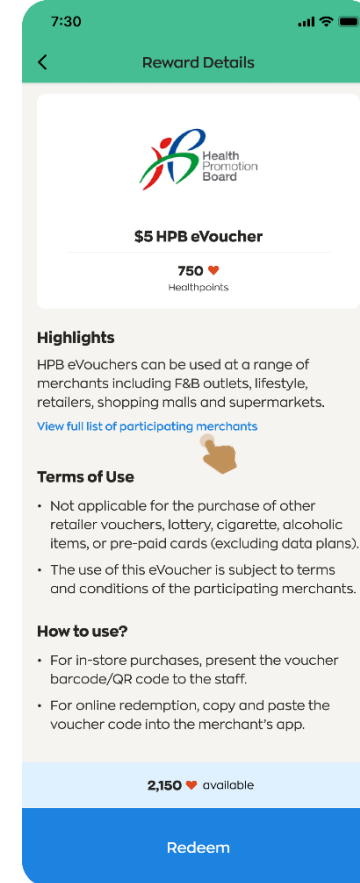 7:30
Reward Details
Health
Promotion
Board
$5 HPB eVoucher
750
Healthpoints
Highlights
HPB eVouchers can be used at a range of
merchants including F&B outlets, lifestyle,
retailers, shopping malls and supermarkets.
View full list of participating merchants
Terms of Use
• Not applicable for the purchase of other
retailer vouchers, lottery, cigarette, alcoholic
items, or pre-paid cards (excluding data plans).
• The use of this eVoucher is subject to terms
and conditions of the participating merchants.
How to use?
• For in-store purchases, present the voucher
barcode/QR code to the staff.
• For online redemption, copy and paste the
voucher code into the merchant's app.
2,150 available
Redeem